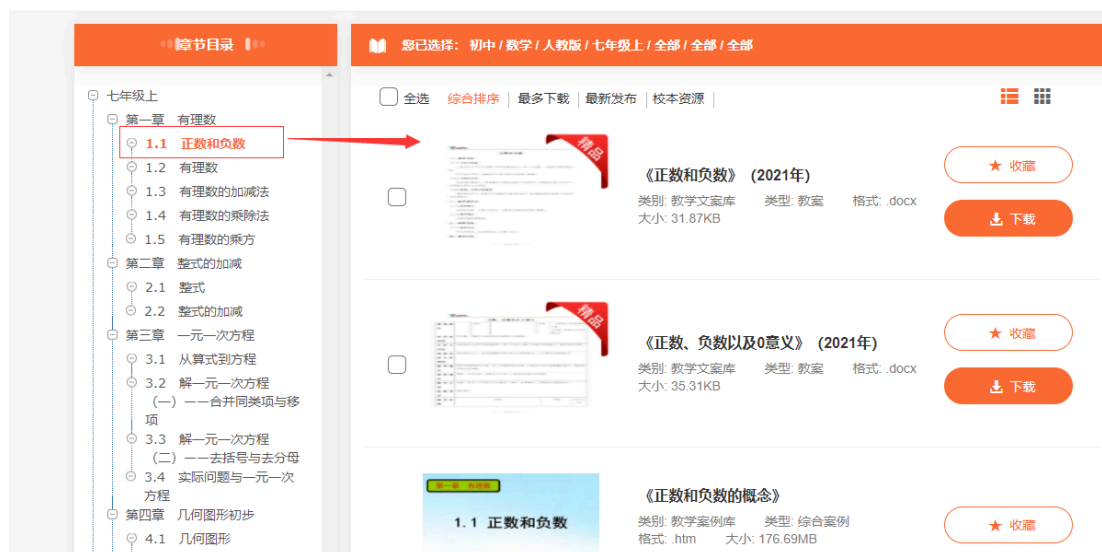 章节目录
您已选择: 初中 / 数学 / 人教版 / 七年级上 / 全部 / 全部 / 全部
七年级上
第一章 有理数
1.1 正数和负数
1.2 有理数
1.3 有理数的加减法
1.4 有理数的乘除法
1.5 有理数的乘方
第二章 整式的加减
2.1 整式
2.2 整式的加减
第三章 一元一次方程
3.1 从算式到方程
3.2 解一元一次方程
(一) ——合并同类项与移
项
3.3 解一元一次方程
(二) ——去括号与去分母
3.4 实际问题与一元一次
方程
第四章 几何图形初步
4.1 几何图形
全选 综合排序 最多下载 最新发布 校本资源
精品
《正数和负数》 (2021年)
类别: 教学文案库 类型: 教案 格式: .docx
大小: 31.87KB
收藏
下载
精品
《正数、负数以及0意义》 (2021年)
类别: 教学文案库 类型: 教案 格式: .docx
大小: 35.31KB
收藏
下载
第一章 有理数
1.1 正数和负数
《正数和负数的概念》
类别: 教学案例库 类型: 综合案例
格式: .htm 大小: 176.69MB
收藏